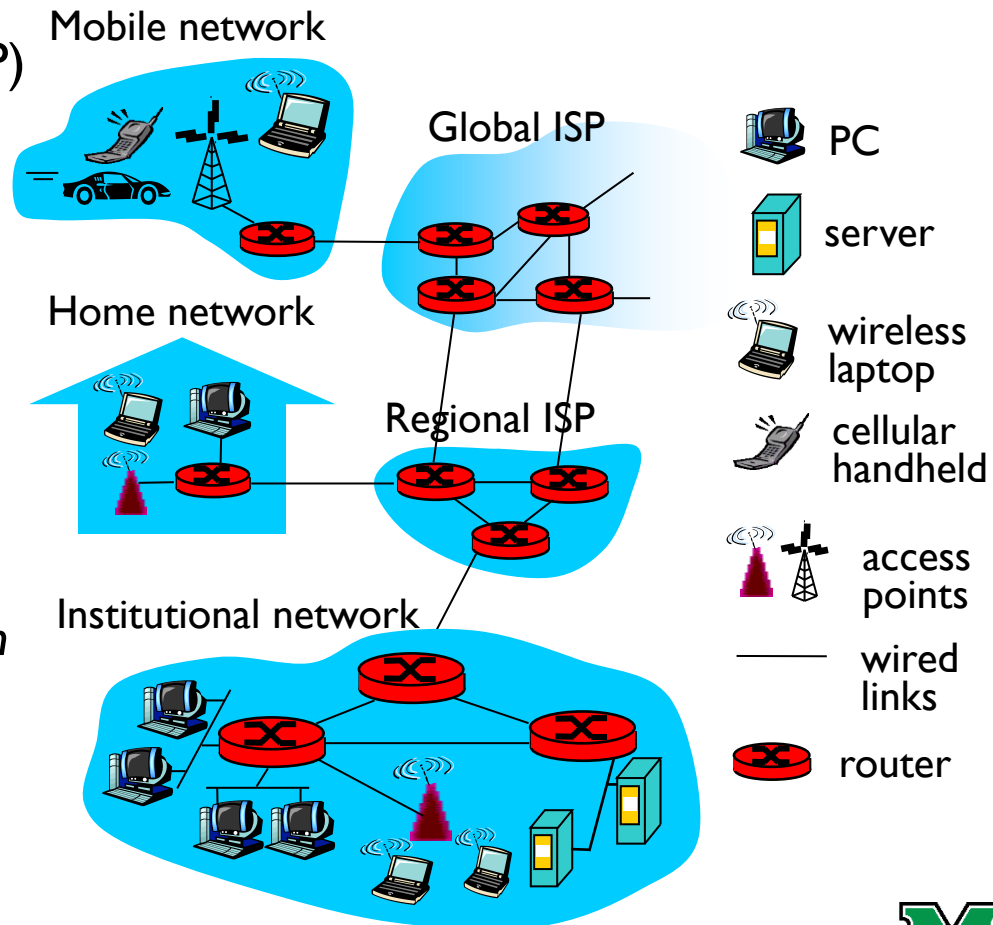 Mobile network
P)
Global ISP
PC
server
Home network
wireless
laptop
Regional ISP
cellular
handheld
access
points
Institutional network
n
wired
links
router